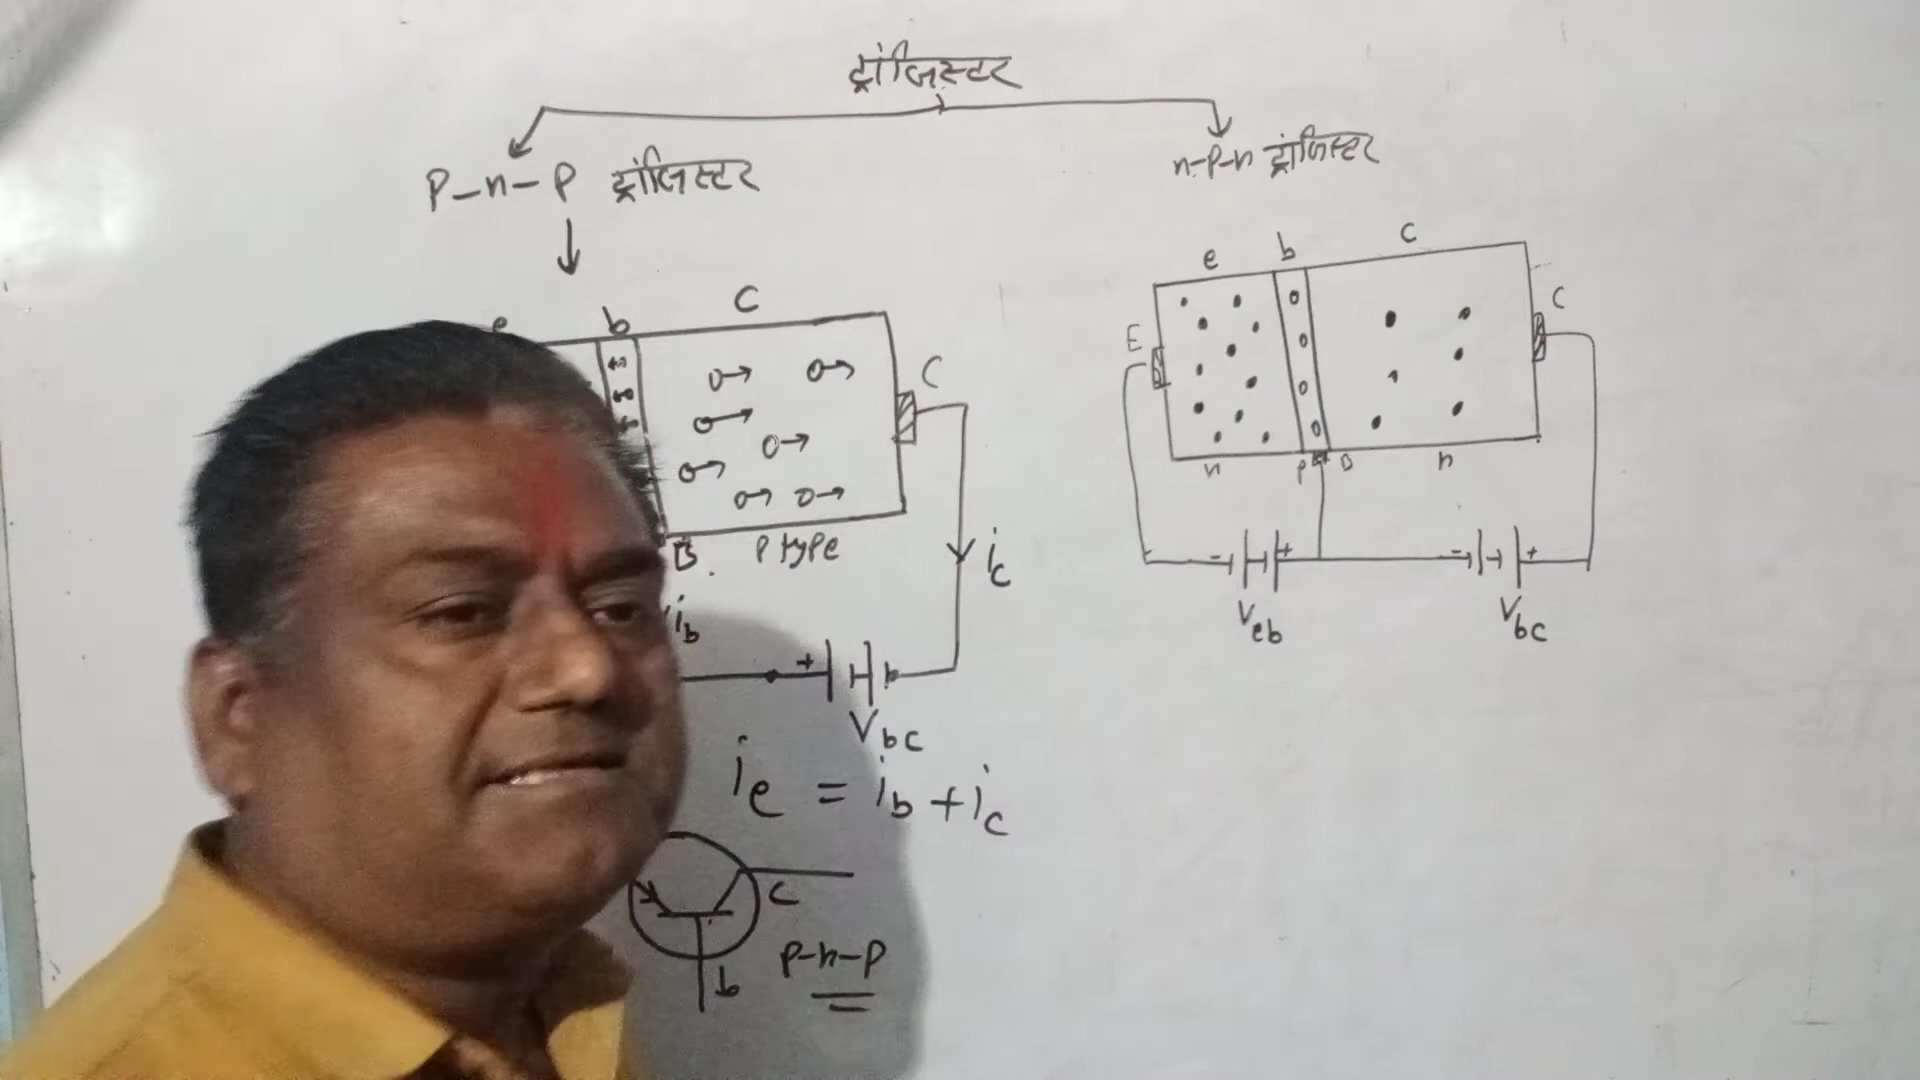 ट्रांजिस्टर
P-n-P ट्रांजिस्टर
n-p-n ट्रांजिस्टर
e b C
C
B. P type
ic
ib
+
Vbc
ie = ib + ic
C
b
p-n-p
e b C
E
C
n P B n
- + - +
Veb Vbc